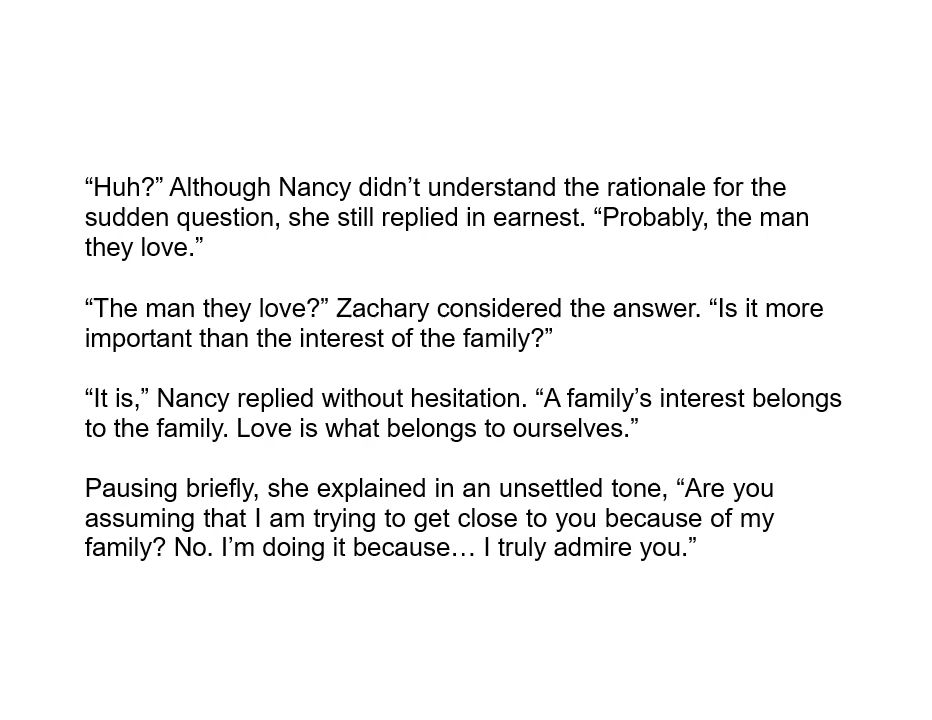 “Huh?” Although Nancy didn’t understand the rationale for the
sudden question, she still replied in earnest. “Probably, the man
they love.”
“The man they love?” Zachary considered the answer. “Is it more
important than the interest of the family?”
“It is,” Nancy replied without hesitation. “A family’s interest belongs
to the family. Love is what belongs to ourselves.”
Pausing briefly, she explained in an unsettled tone, “Are you
assuming that I am trying to get close to you because of my
family? No. I’m doing it because… I truly admire you.”